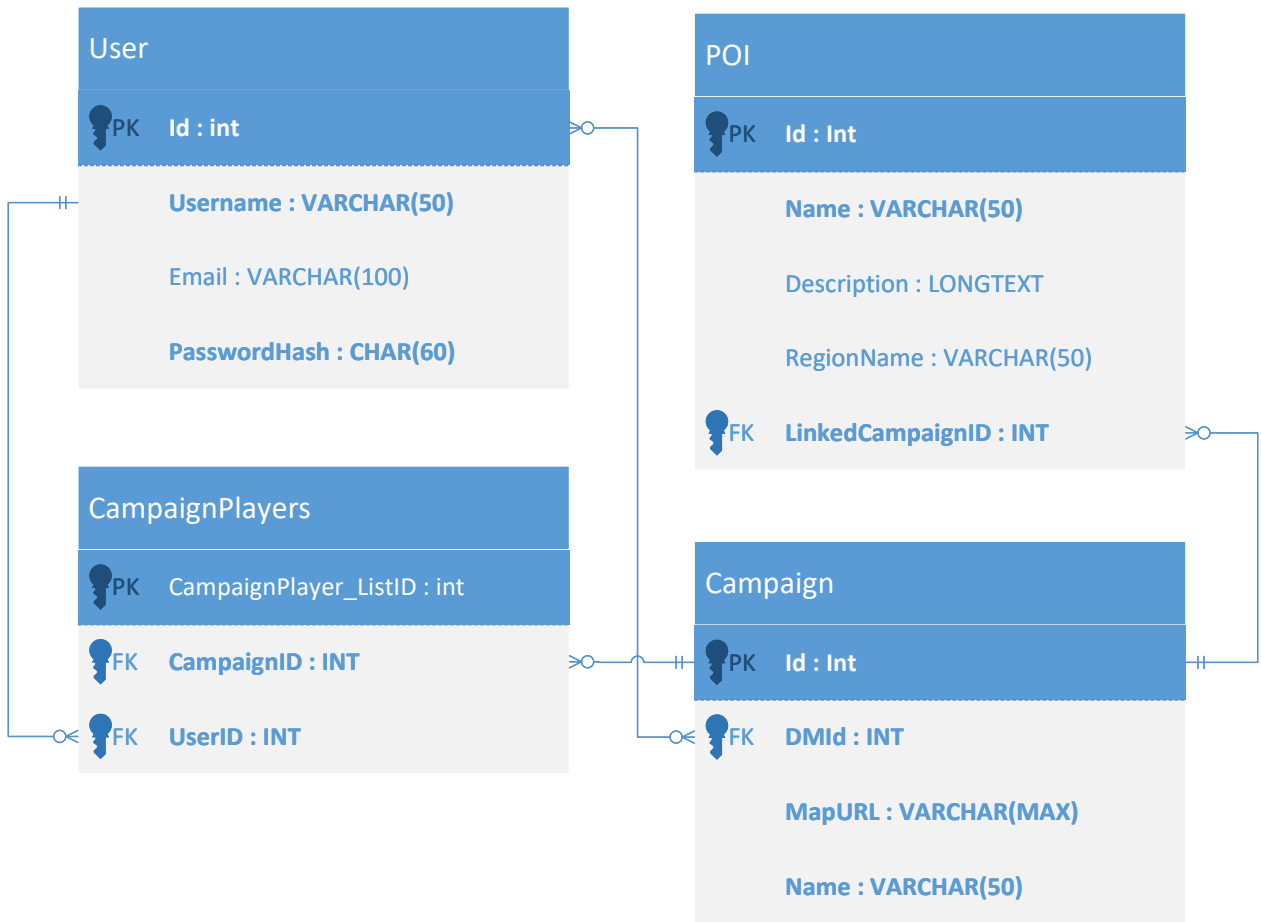 User
PK Id : int
Username : VARCHAR(50)
Email : VARCHAR(100)
PasswordHash : CHAR(60)
POI
PK Id : Int
Name : VARCHAR(50)
Description : LONGTEXT
RegionName : VARCHAR(50)
FK LinkedCampaignID : INT
CampaignPlayers
PK CampaignPlayer_ListID : int
FK CampaignID : INT
FK UserID : INT
Campaign
PK Id : Int
FK DMId : INT
MapURL : VARCHAR(MAX)
Name : VARCHAR(50)